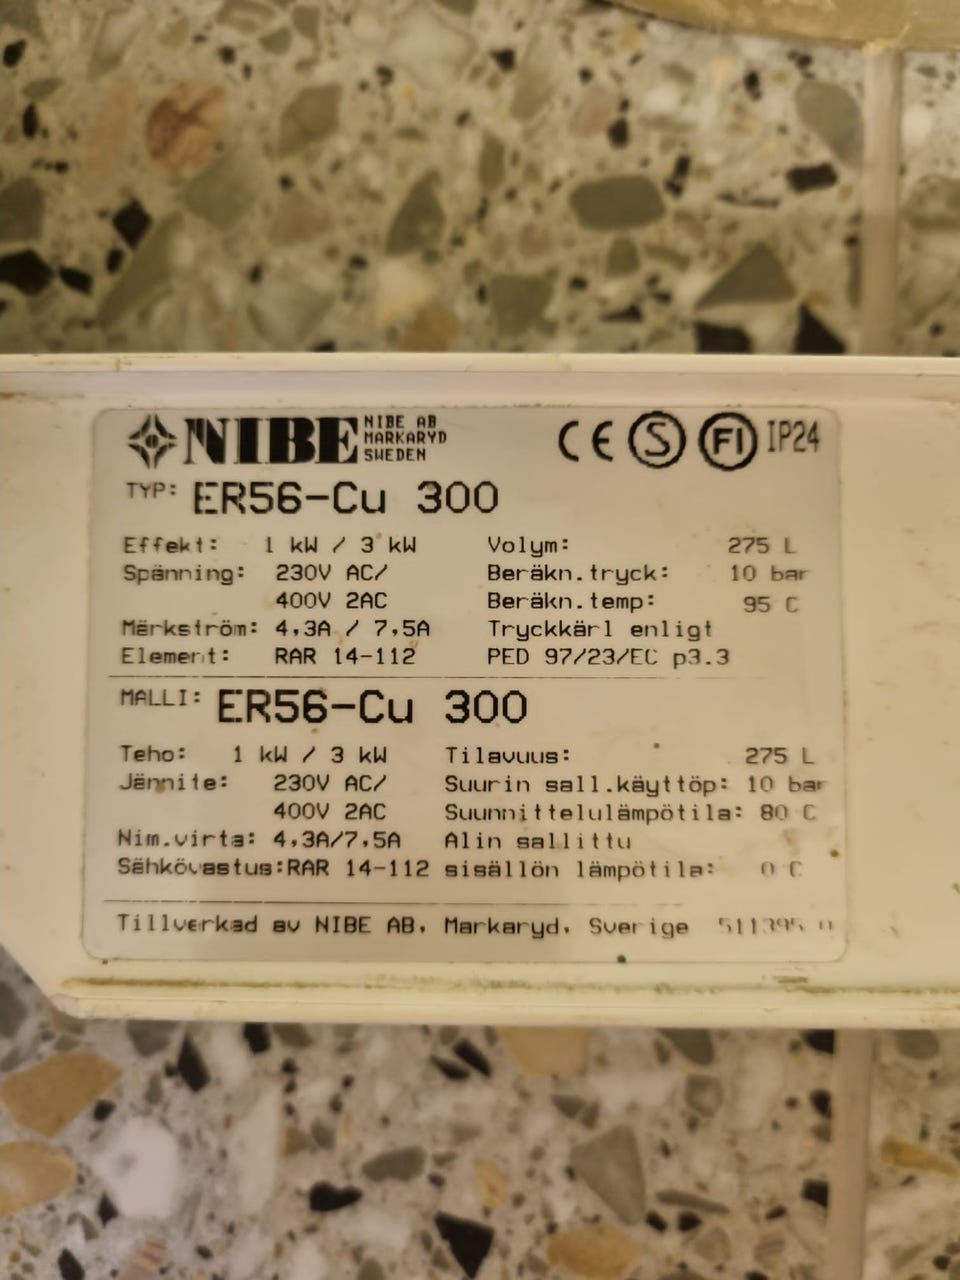 NIBE NIBE AB
MARKARYD
SWEDEN
CE S FI IP24
TYP: ER56-Cu 300
Effekt: 1 kW / 3 kW Volym: 275 L
Spänning: 230V AC/ Beräkn.tryck: 10 bar
400V 2AC Beräkn.temp: 95 C
Märkström: 4,3A / 7,5A Tryckkärl enligt
Element: RAR 14-112 PED 97/23/EC p3.3
MALLI: ER56-Cu 300
Teho: 1 kW / 3 kW Tilavuus: 275 L
Jännite: 230V AC/ Suurin sall.käyttöp: 10 bar
400V 2AC Suunnittelulämpötila: 80 C
Nim.virta: 4,3A/7,5A Alin sallittu
Sähkövastus:RAR 14-112 sisällön lämpötila: 0 C
Tillverkad av NIBE AB, Markaryd, Sverige